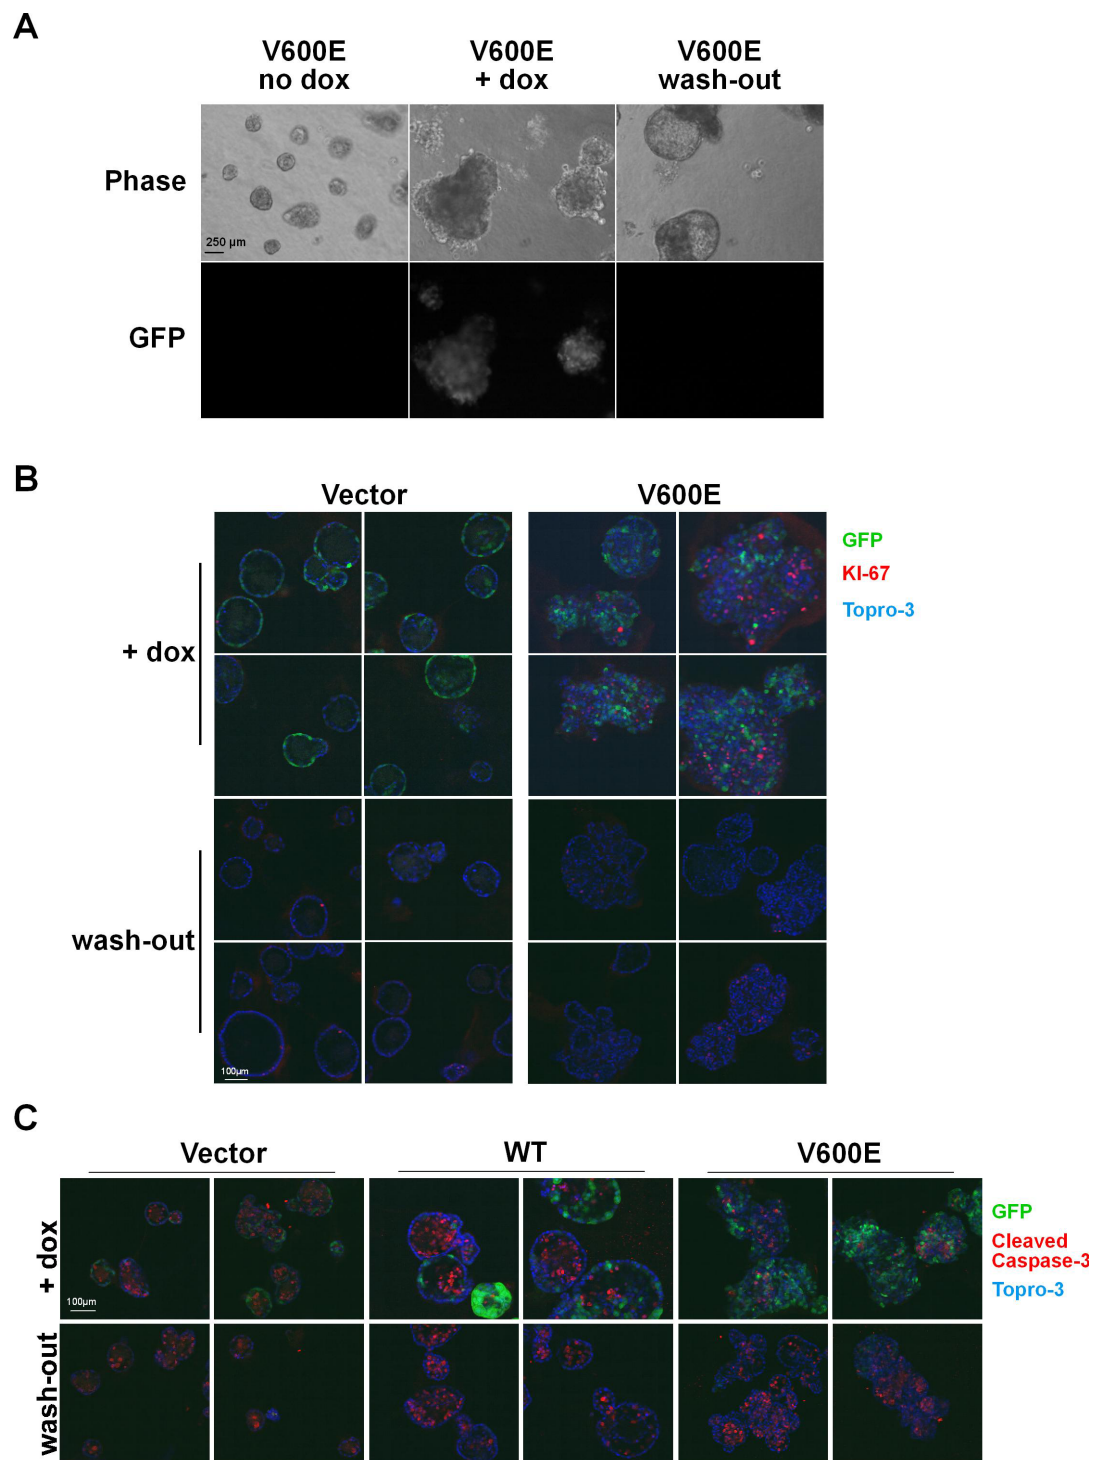 A
V600E
no dox
V600E
+ dox
V600E
wash-out
Phase
250 µm
GFP
B
Vector
V600E
GFP
KI-67
Topro-3
+ dox
wash-out
100µm
C
Vector
WT
V600E
+ dox
GFP
Cleaved
Caspase-3
Topro-3
100µm
wash-out